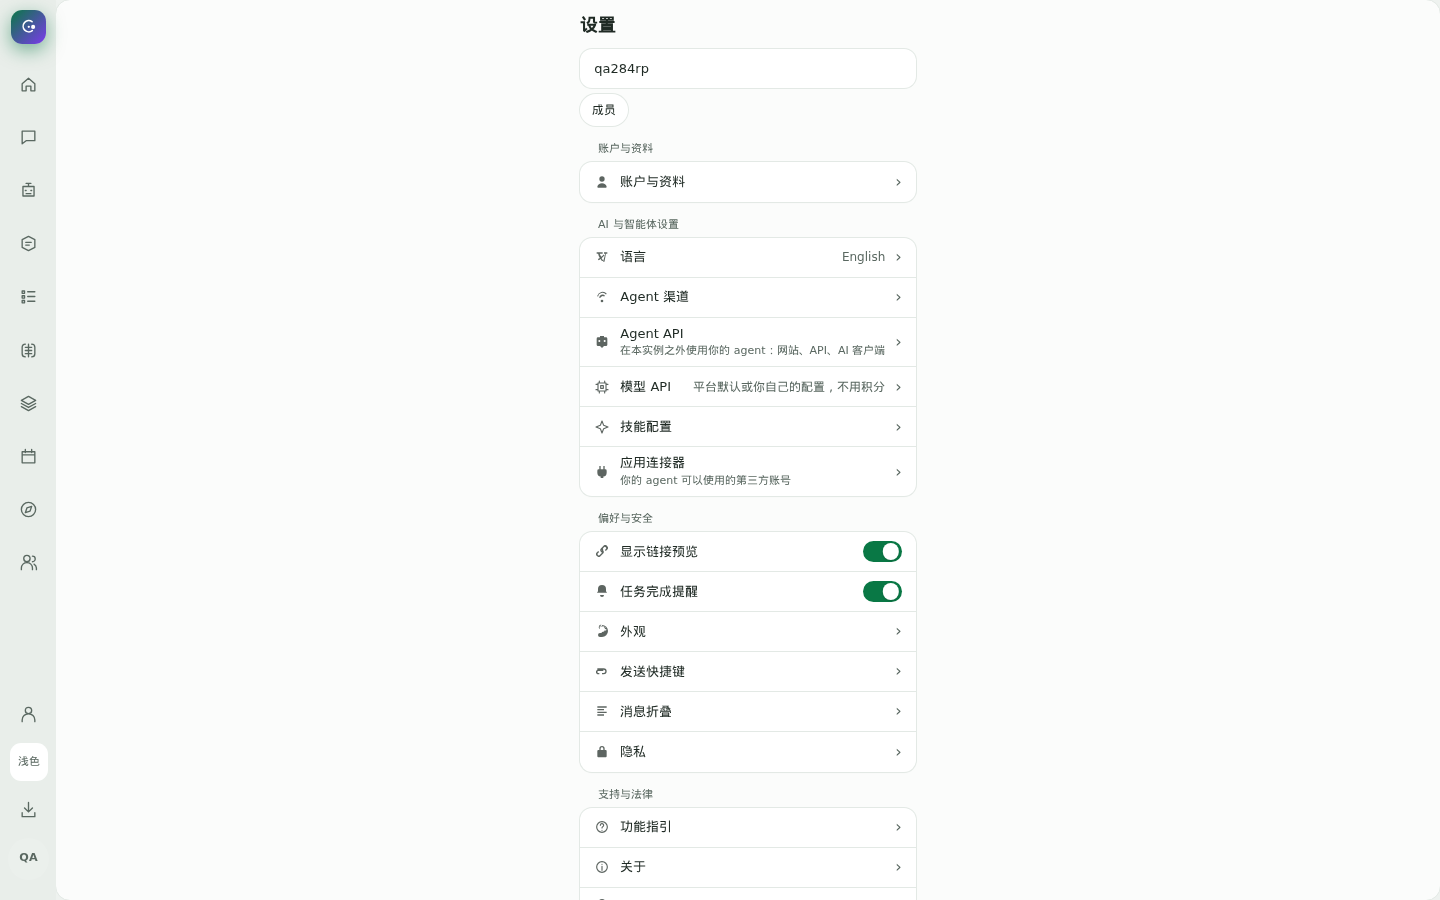 设置
qa284rp
成员
账户与资料
账户与资料
AI 与智能体设置
语言 English
Agent 渠道
Agent API
在本实例之外使用你的 agent：网站、API、AI 客户端
模型 API 平台默认或你自己的配置，不用积分
技能配置
应用连接器
你的 agent 可以使用的第三方账号
偏好与安全
显示链接预览
任务完成提醒
外观
发送快捷键
消息折叠
隐私
浅色
支持与法律
功能指引
QA
关于